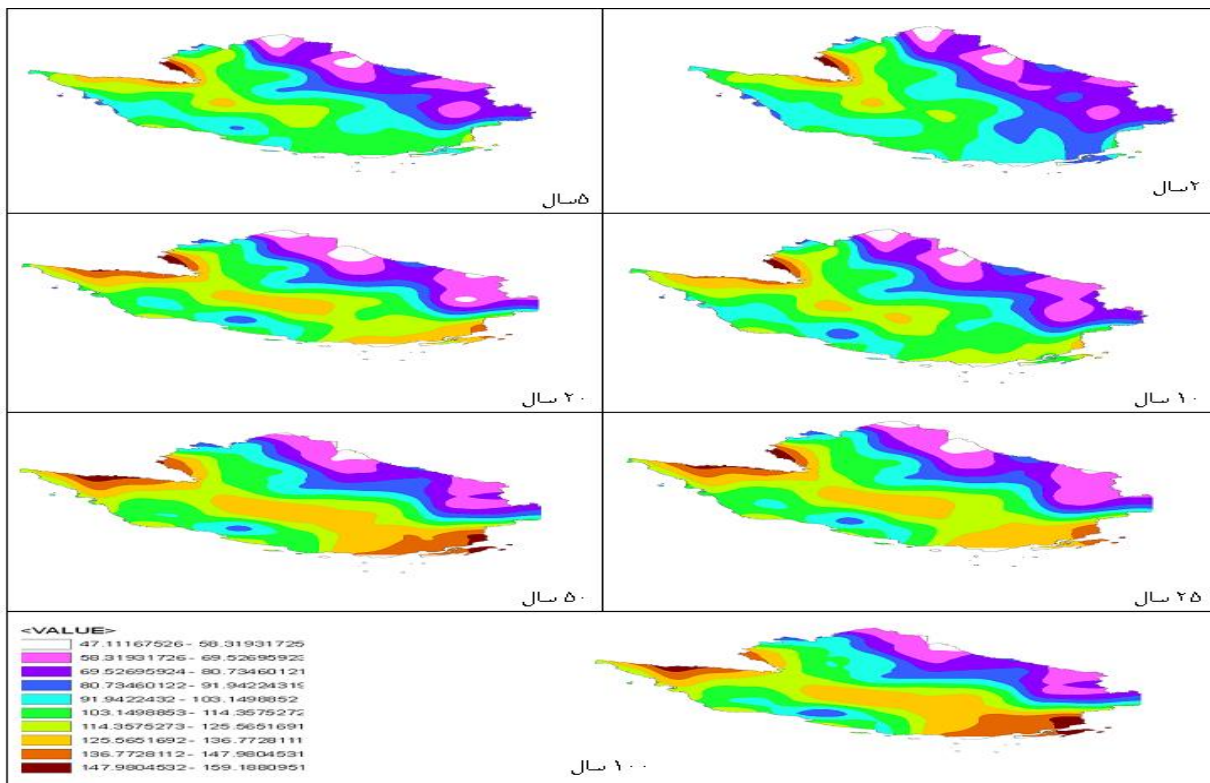 ۲سال
۵سال
۱۰ سال
۲۰ سال
۲۵ سال
۵۰ سال
<VALUE>
47.11167526 - 58.31931725
58.31931726 - 69.52695923
69.52695924 - 80.73460121
80.73460122 - 91.94224319
91.9422432 - 103.1498852
103.1498853 - 114.3575272
114.3575273 - 125.5651691
125.5651692 - 136.7728111
136.7728112 - 147.9804531
147.9804532 - 159.1880951
۱۰۰ سال